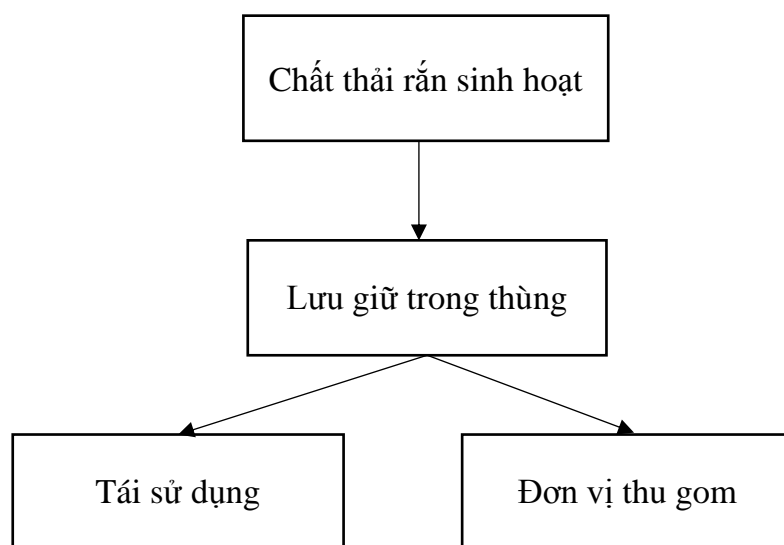 Chất thải rắn sinh hoạt
Lưu giữ trong thùng
Tái sử dụng
Đơn vị thu gom